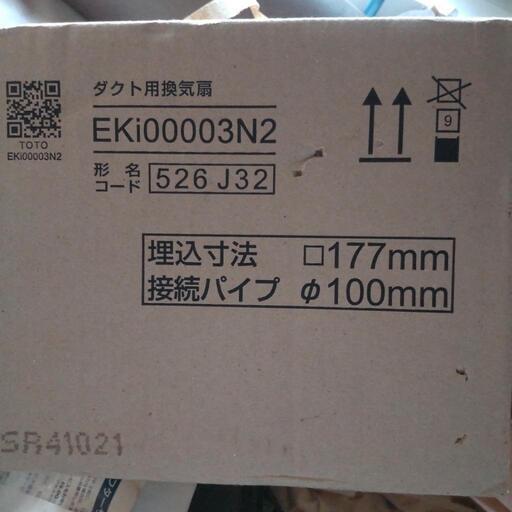 ダクト用換気扇
EKi00003N2
TOTO
EKi00003N2
形名
コード
526 J32
9
埋込寸法 □177mm
接続パイプ φ100mm
SR41021